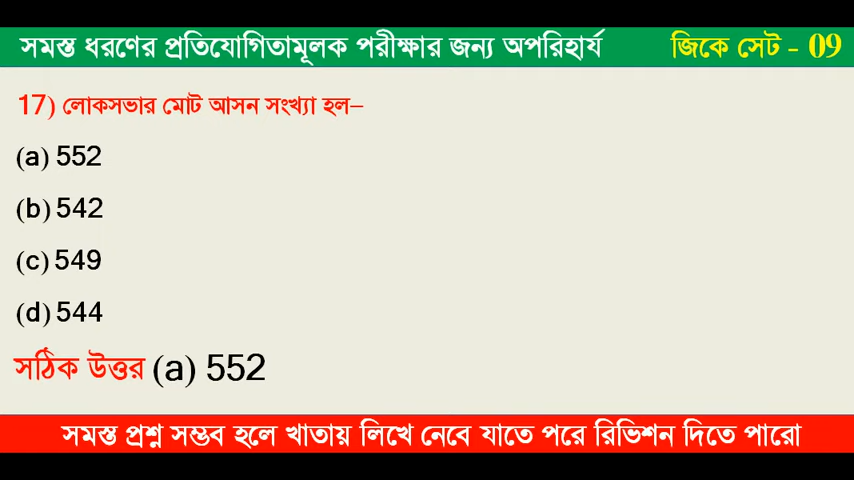 সমস্ত ধরণের প্রতিযোগিতামূলক পরীক্ষার জন্য অপরিহার্য জিকে সেট - 09
17) লোকসভার মোট আসন সংখ্যা হল–
(a) 552
(b) 542
(c) 549
(d) 544
সঠিক উত্তর (a) 552
সমস্ত প্রশ্ন সম্ভব হলে খাতায় লিখে নেবে যাতে পরে রিভিশন দিতে পারো